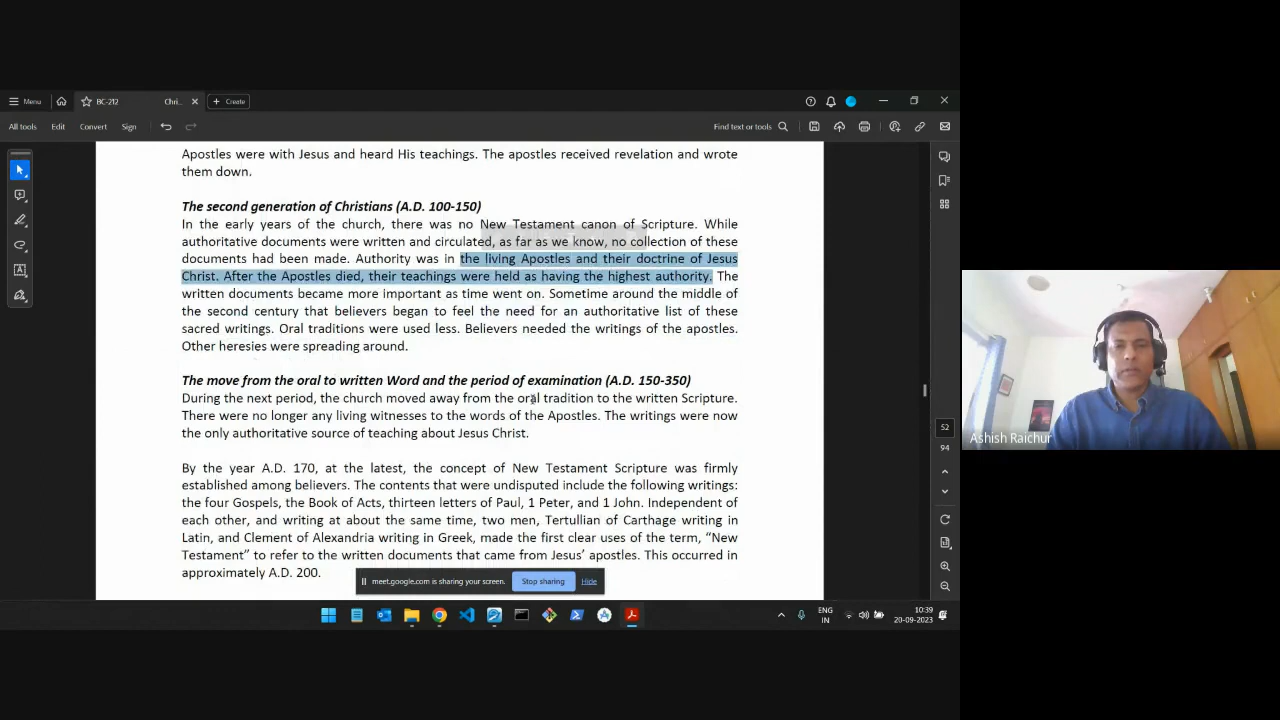 Menu
BC-212
Chri...
Create
All tools
Edit
Convert
Sign
Find text or tools
Apostles were with Jesus and heard His teachings. The apostles received revelation and wrote
them down.
The second generation of Christians (A.D. 100-150)
In the early years of the church, there was no New Testament canon of Scripture. While
authoritative documents were written and circulated, as far as we know, no collection of these
documents had been made. Authority was in the living Apostles and their doctrine of Jesus
Christ. After the Apostles died, their teachings were held as having the highest authority. The
written documents became more important as time went on. Sometime around the middle of
the second century that believers began to feel the need for an authoritative list of these
sacred writings. Oral traditions were used less. Believers needed the writings of the apostles.
Other heresies were spreading around.
The move from the oral to written Word and the period of examination (A.D. 150-350)
During the next period, the church moved away from the oral tradition to the written Scripture.
There were no longer any living witnesses to the words of the Apostles. The writings were now
the only authoritative source of teaching about Jesus Christ.
By the year A.D. 170, at the latest, the concept of New Testament Scripture was firmly
established among believers. The contents that were undisputed include the following writings:
the four Gospels, the Book of Acts, thirteen letters of Paul, 1 Peter, and 1 John. Independent of
each other, and writing at about the same time, two men, Tertullian of Carthage writing in
Latin, and Clement of Alexandria writing in Greek, made the first clear uses of the term, “New
Testament” to refer to the written documents that came from Jesus’ apostles. This occurred in
approximately A.D. 200.
52
94
meet.google.com is sharing your screen.
Stop sharing
Hide
ENG
IN
10:39
20-09-2023
Ashish Raichur